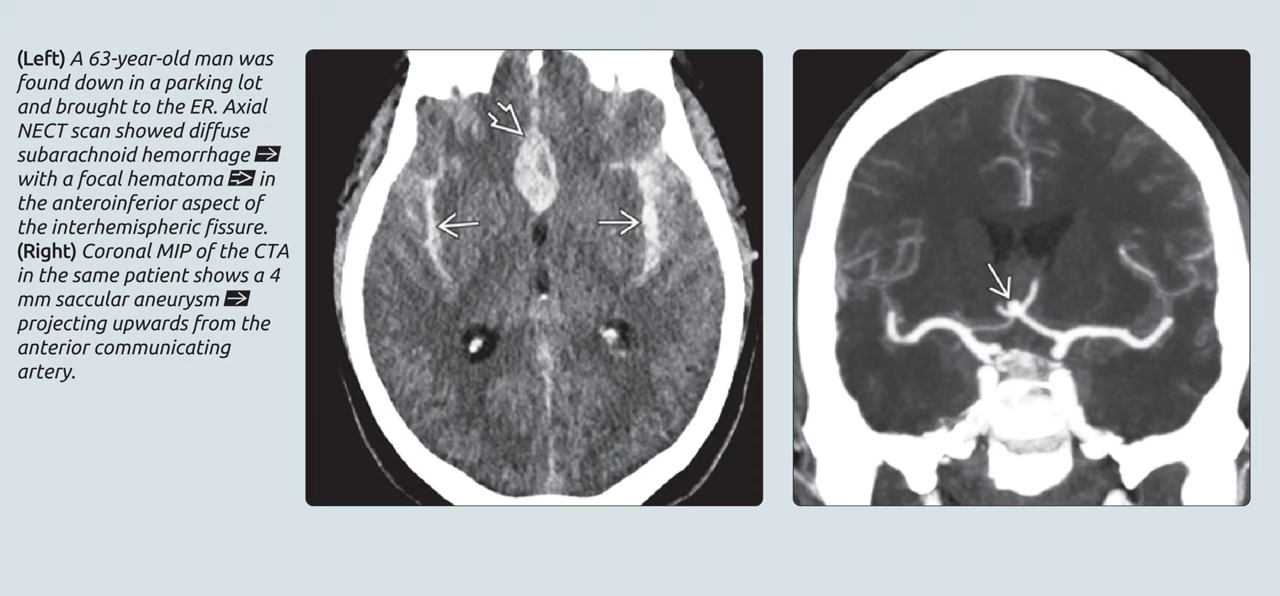 (Left) A 63-year-old man was
found down in a parking lot
and brought to the ER. Axial
NECT scan showed diffuse
subarachnoid hemorrhage
with a focal hematoma in
the anteroinferior aspect of
the interhemispheric fissure.
(Right) Coronal MIP of the CTA
in the same patient shows a 4
mm saccular aneurysm
projecting upwards from the
anterior communicating
artery.